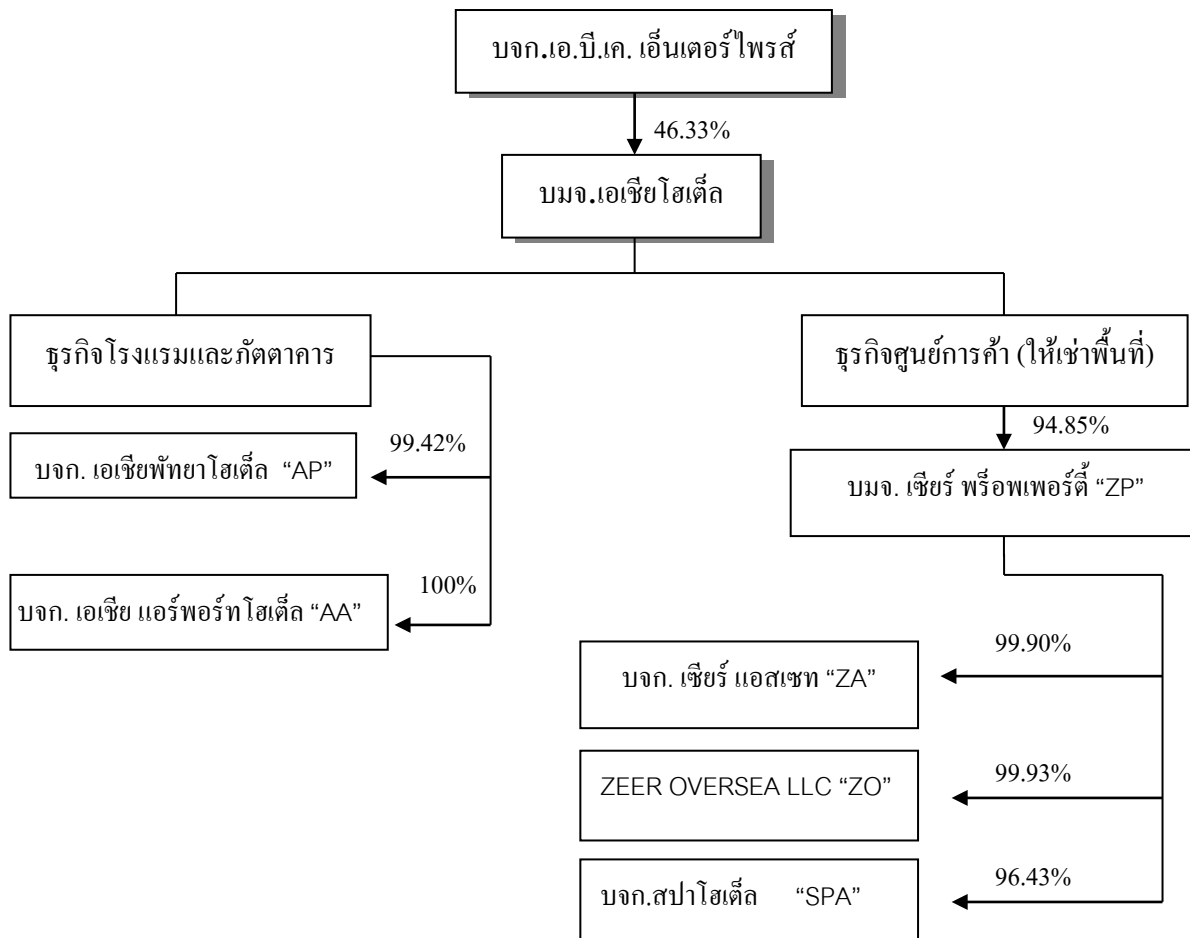 บจก.เอ.บี.เค. เอ็นเตอร์ไพรส์
46.33%
บมจ.เอเชียโฮเต็ล
ธุรกิจโรงแรมและภัตตาคาร
ธุรกิจศูนย์การค้า (ให้เช่าพื้นที่)
99.42%
94.85%
บจก. เอเชียพัทยาโฮเต็ล “AP”
บมจ. เซียร์ พร็อพเพอร์ตี้ “ZP”
100%
บจก. เอเชีย แอร์พอร์ทโฮเต็ล “AA”
99.90%
บจก. เซียร์ แอสเซท “ZA”
99.93%
ZEER OVERSEA LLC “ZO”
96.43%
บจก.สปาโฮเต็ล “SPA”